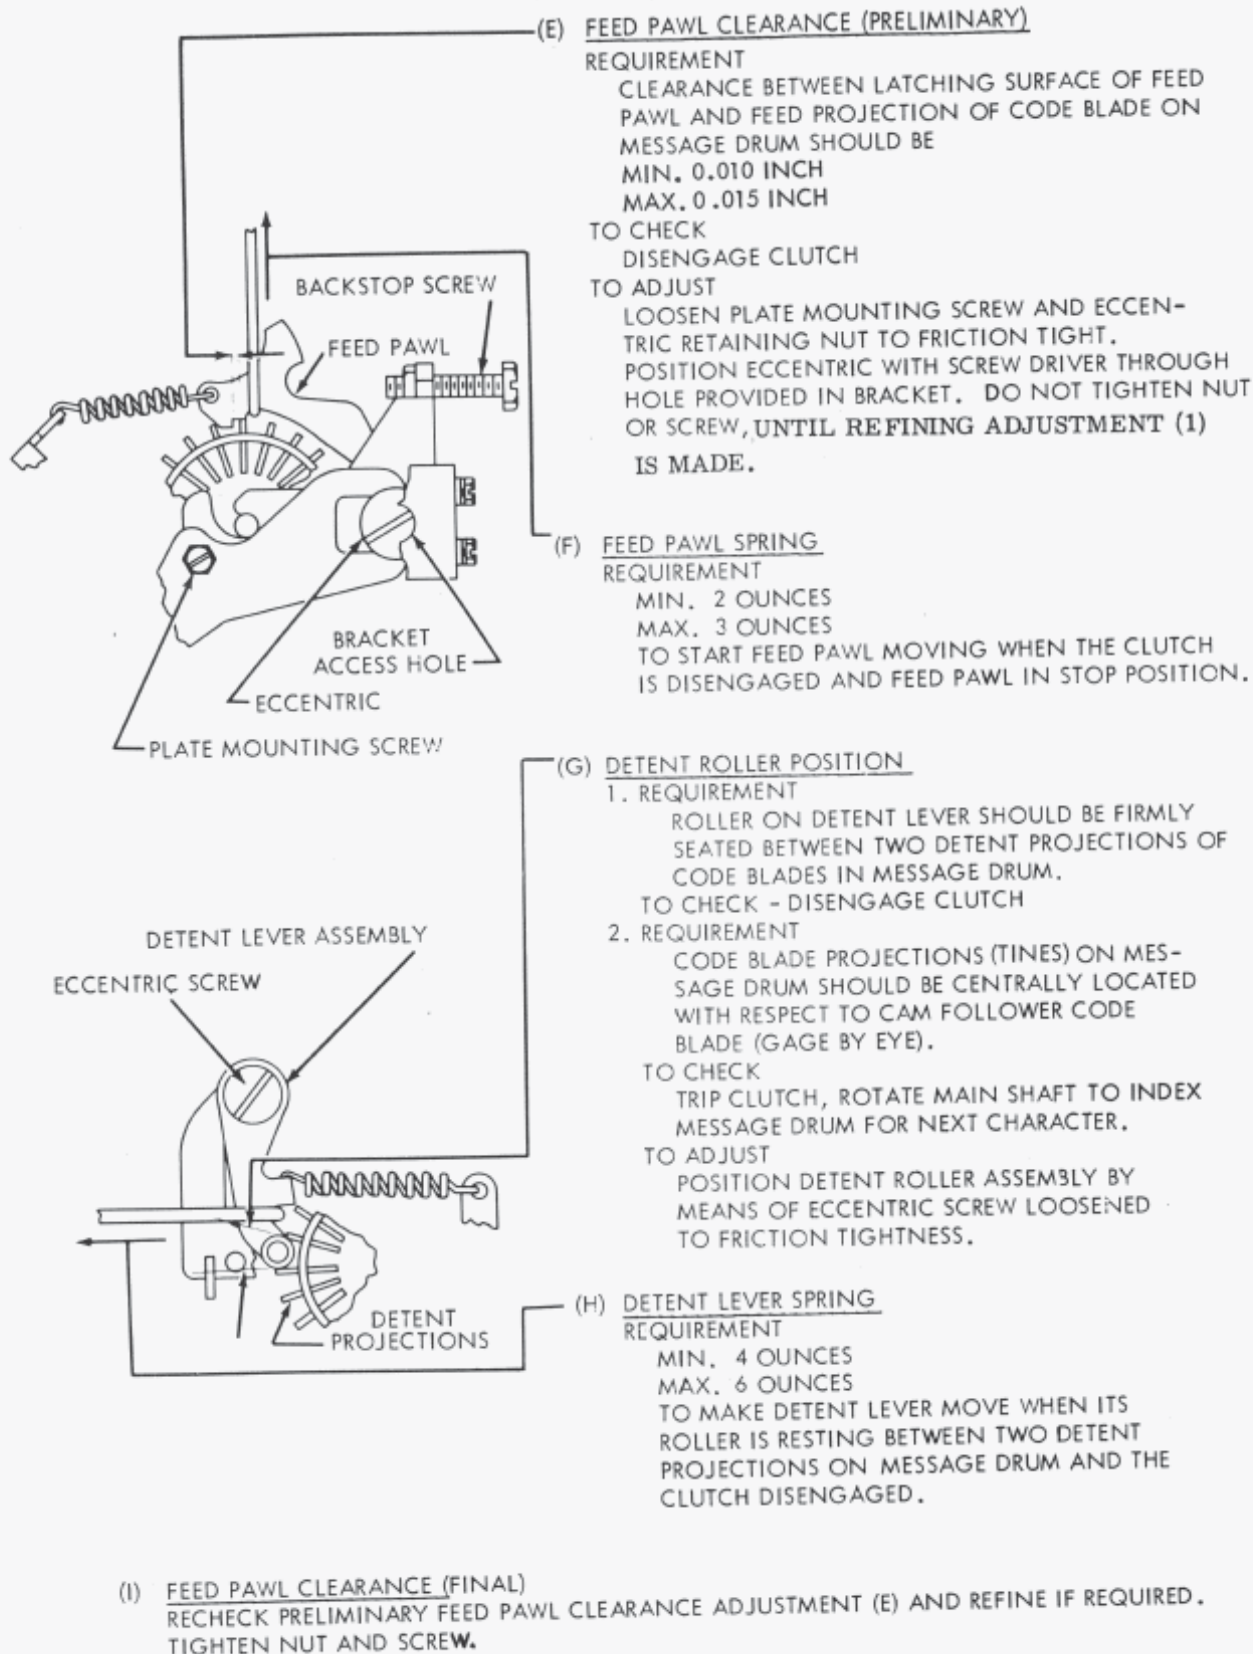 (E) FEED PAWL CLEARANCE (PRELIMINARY)
REQUIREMENT
CLEARANCE BETWEEN LATCHING SURFACE OF FEED
PAWL AND FEED PROJECTION OF CODE BLADE ON
MESSAGE DRUM SHOULD BE
MIN. 0.010 INCH
MAX. 0.015 INCH
TO CHECK
DISENGAGE CLUTCH
TO ADJUST
LOOSEN PLATE MOUNTING SCREW AND ECCEN-
TRIC RETAINING NUT TO FRICTION TIGHT.
POSITION ECCENTRIC WITH SCREW DRIVER THROUGH
HOLE PROVIDED IN BRACKET. DO NOT TIGHTEN NUT
OR SCREW, UNTIL REFINING ADJUSTMENT (1)
IS MADE.
BACKSTOP SCREW
FEED PAWL
BRACKET
ACCESS HOLE
ECCENTRIC
PLATE MOUNTING SCREW
(F) FEED PAWL SPRING
REQUIREMENT
MIN. 2 OUNCES
MAX. 3 OUNCES
TO START FEED PAWL MOVING WHEN THE CLUTCH
IS DISENGAGED AND FEED PAWL IN STOP POSITION.
(G) DETENT ROLLER POSITION
1. REQUIREMENT
ROLLER ON DETENT LEVER SHOULD BE FIRMLY
SEATED BETWEEN TWO DETENT PROJECTIONS OF
CODE BLADES IN MESSAGE DRUM.
TO CHECK - DISENGAGE CLUTCH
2. REQUIREMENT
CODE BLADE PROJECTIONS (TINES) ON MES-
SAGE DRUM SHOULD BE CENTRALLY LOCATED
WITH RESPECT TO CAM FOLLOWER CODE
BLADE (GAGE BY EYE).
TO CHECK
TRIP CLUTCH, ROTATE MAIN SHAFT TO INDEX
MESSAGE DRUM FOR NEXT CHARACTER.
TO ADJUST
POSITION DETENT ROLLER ASSEMBLY BY
MEANS OF ECCENTRIC SCREW LOOSENED
TO FRICTION TIGHTNESS.
DETENT LEVER ASSEMBLY
ECCENTRIC SCREW
DETENT
PROJECTIONS
(H) DETENT LEVER SPRING
REQUIREMENT
MIN. 4 OUNCES
MAX. 6 OUNCES
TO MAKE DETENT LEVER MOVE WHEN ITS
ROLLER IS RESTING BETWEEN TWO DETENT
PROJECTIONS ON MESSAGE DRUM AND THE
CLUTCH DISENGAGED.
(I) FEED PAWL CLEARANCE (FINAL)
RECHECK PRELIMINARY FEED PAWL CLEARANCE ADJUSTMENT (E) AND REFINE IF REQUIRED.
TIGHTEN NUT AND SCREW.